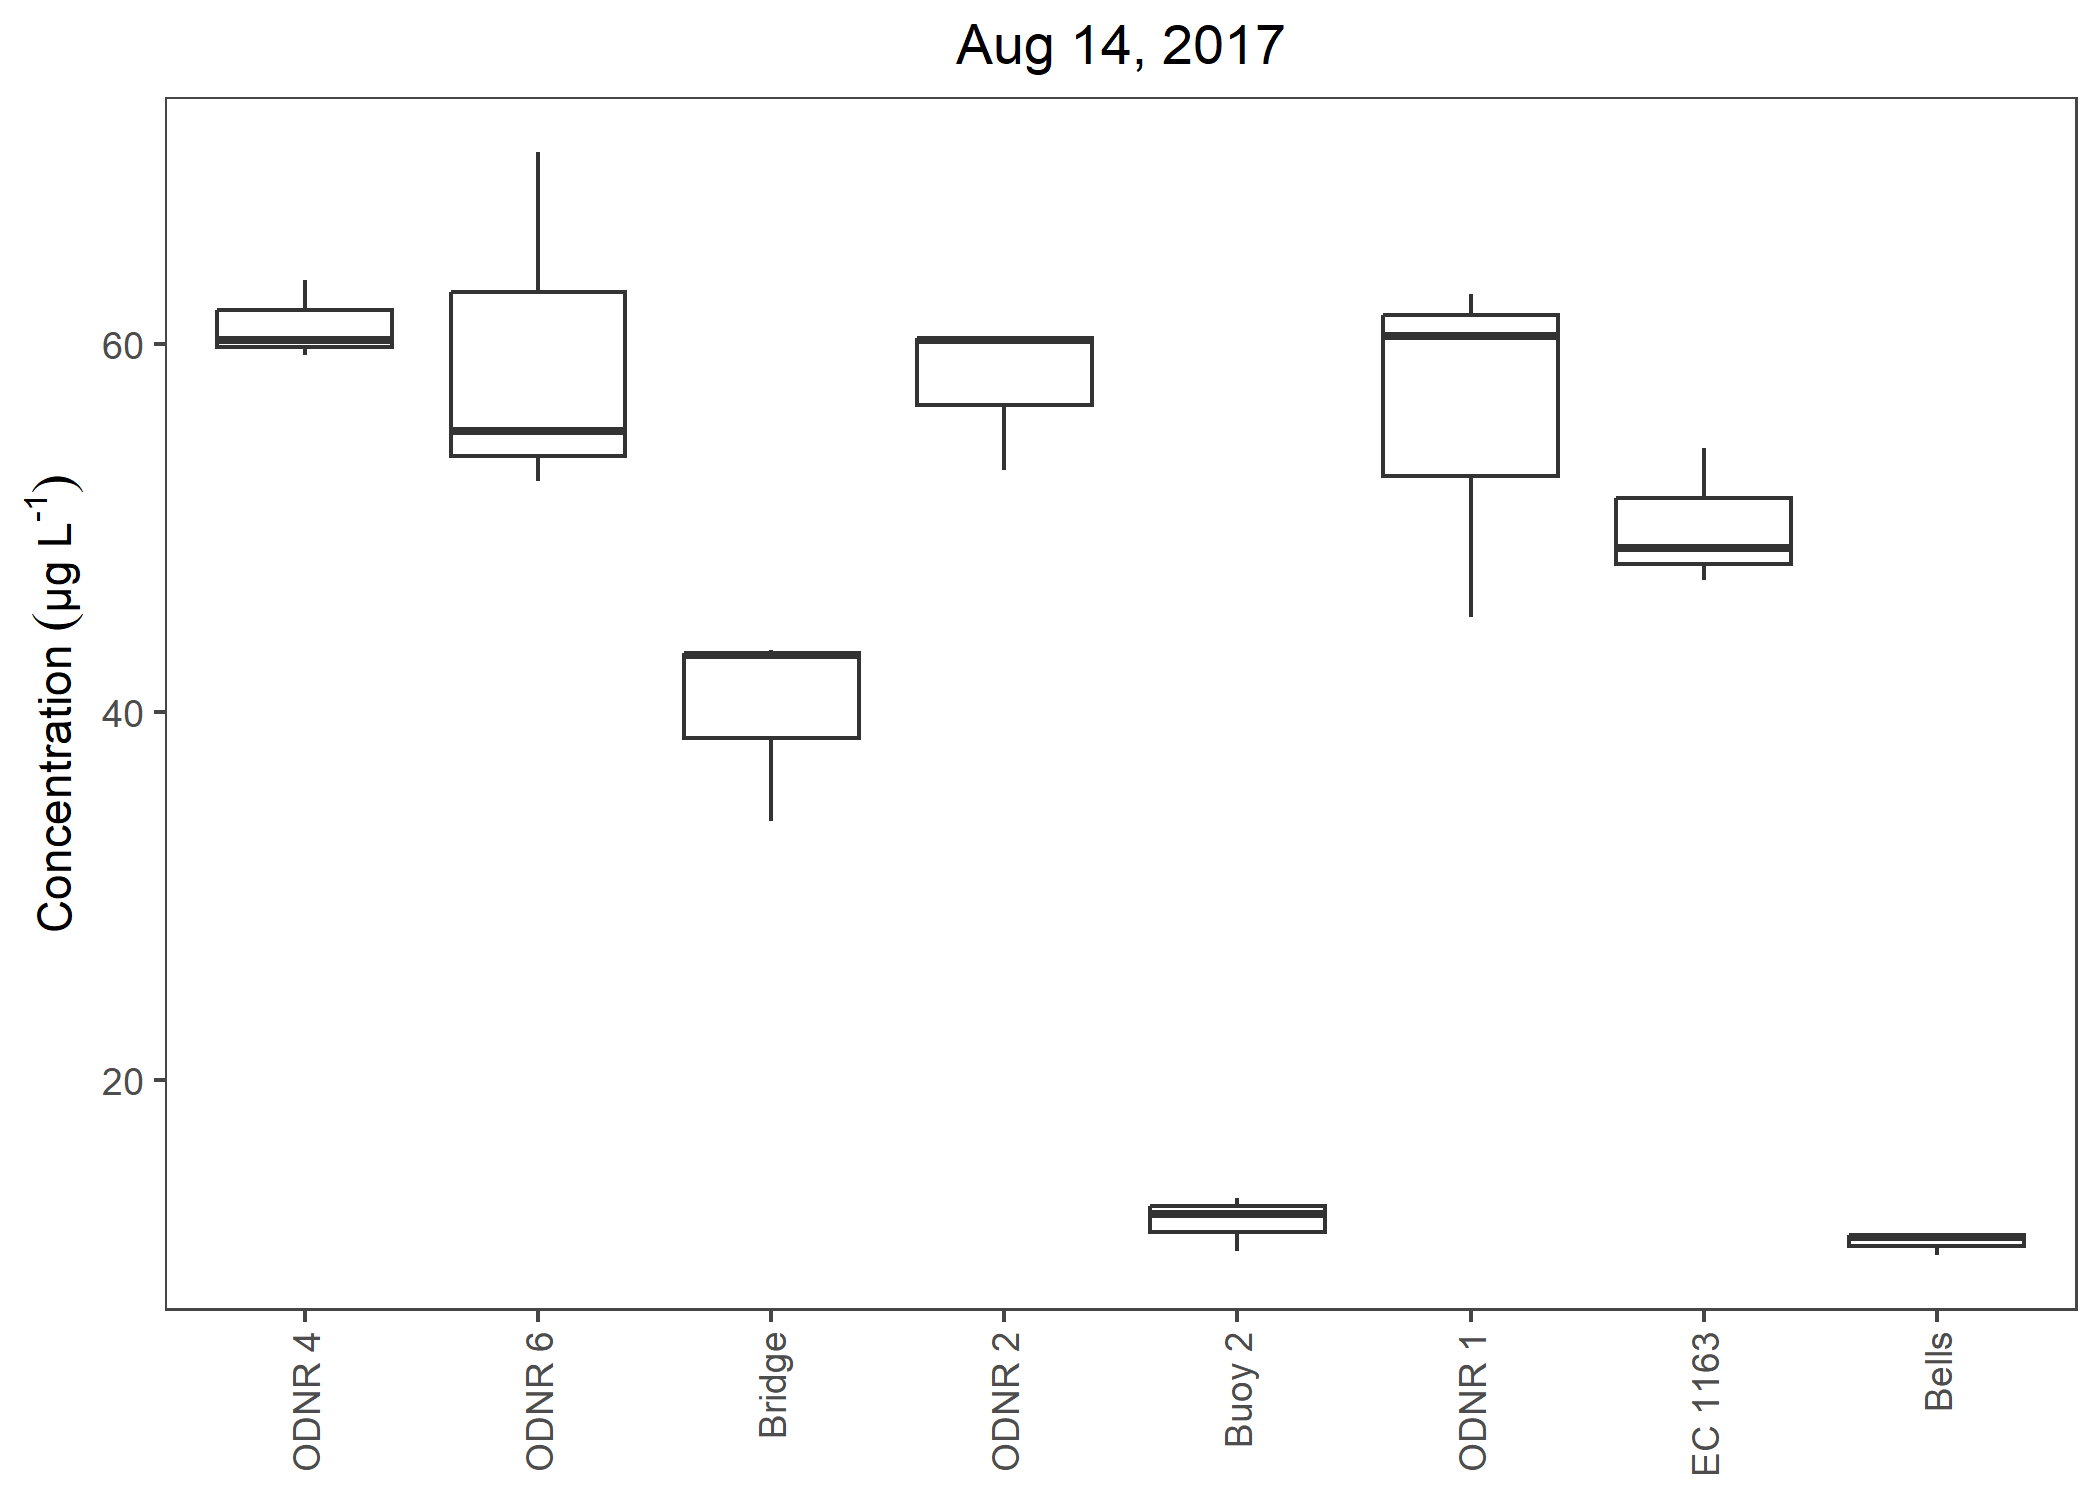 Aug 14, 2017
Concentration (µg L⁻¹)
60
40
20
ODNR 4
ODNR 6
Bridge
ODNR 2
Buoy 2
ODNR 1
EC 1163
Bells